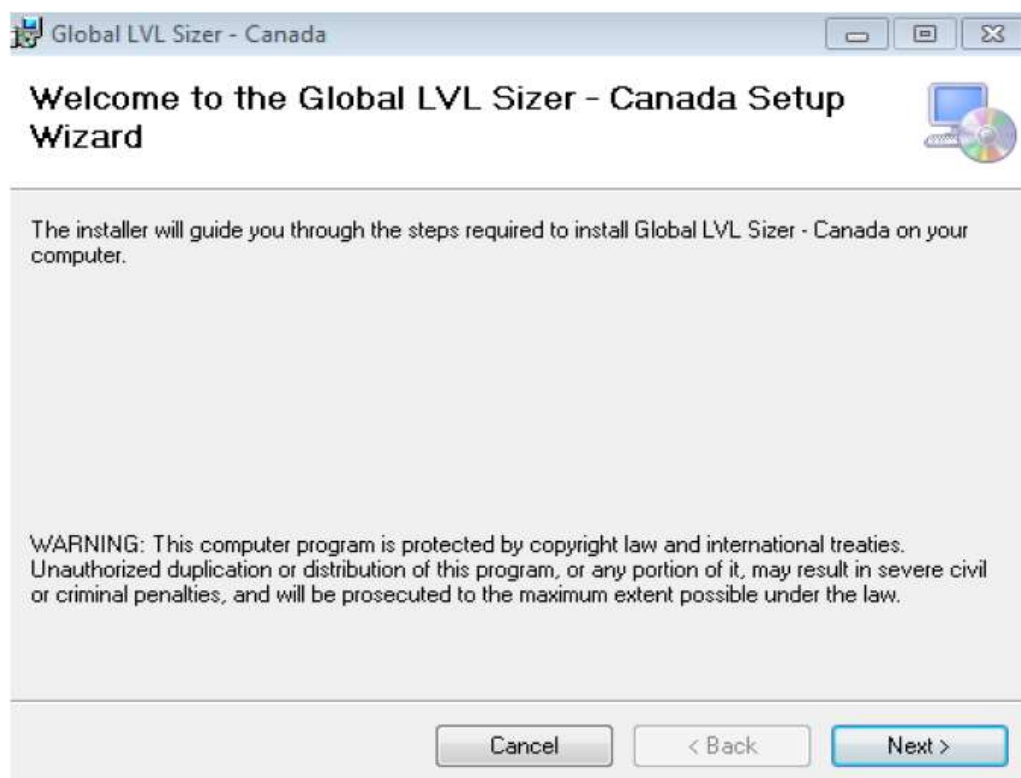 Global LVL Sizer - Canada
Welcome to the Global LVL Sizer - Canada Setup
Wizard
The installer will guide you through the steps required to install Global LVL Sizer - Canada on your
computer.
WARNING: This computer program is protected by copyright law and international treaties.
Unauthorized duplication or distribution of this program, or any portion of it, may result in severe civil
or criminal penalties, and will be prosecuted to the maximum extent possible under the law.
Cancel
< Back
Next >